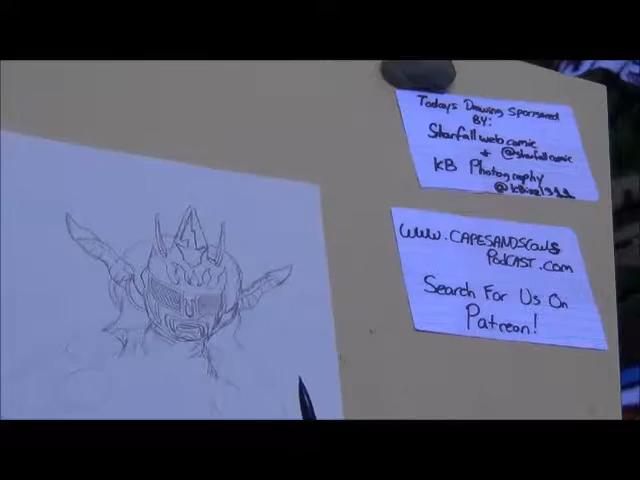 Todays Drawing Sponsored
BY:
Starfall webcomic
+ @starfallcomic
KB Photography
WWW.CAPESANDSCOWLS
PODCAST.com
Search For Us On
Patreon!